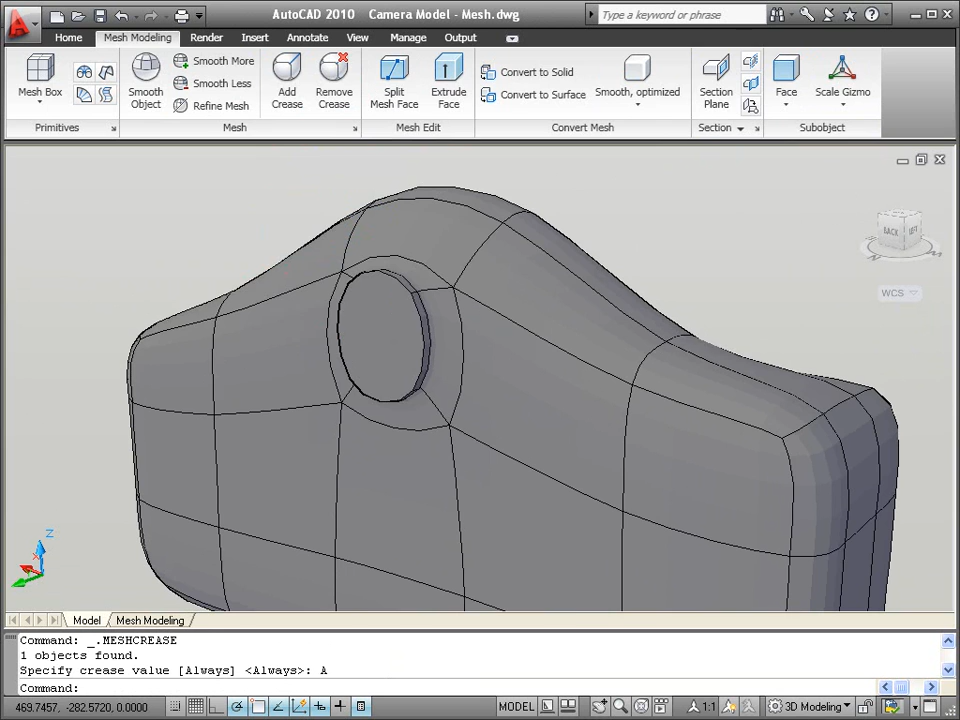 AutoCAD 2010 Camera Model - Mesh.dwg
Type a keyword or phrase
Home Mesh Modeling Render Insert Annotate View Manage Output
Mesh Box
Smooth Object
Smooth More
Smooth Less
Refine Mesh
Add Crease
Remove Crease
Split Mesh Face
Extrude Face
Convert to Solid
Convert to Surface
Smooth, optimized
Section Plane
Face
Scale Gizmo
Primitives Mesh Mesh Edit Convert Mesh Section Subobject
BACK LEFT
WCS
Z
X
Model Mesh Modeling
Command: _.MESHCREASE
1 objects found.
Specify crease value [Always] <Always>: A
Command:
469.7457, -282.5720, 0.0000 MODEL 1:1 3D Modeling